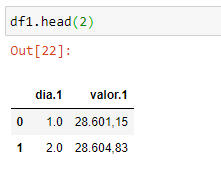 df1.head(2)
Out[22]:
dia.1 valor.1
0 1.0 28.601,15
1 2.0 28.604,83